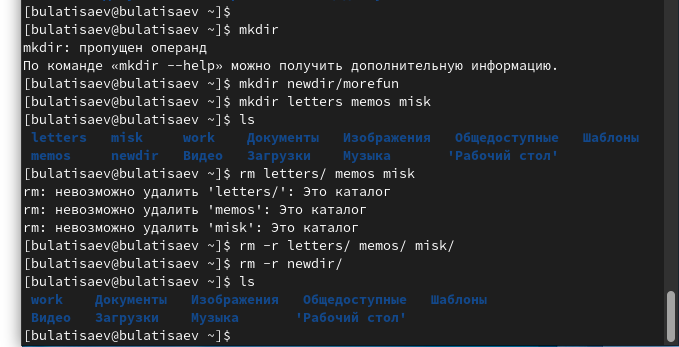 [bulatisaev@bulatisaev ~]$
[bulatisaev@bulatisaev ~]$ mkdir
mkdir: пропущен операнд
По команде «mkdir --help» можно получить дополнительную информацию.
[bulatisaev@bulatisaev ~]$ mkdir newdir/morefun
[bulatisaev@bulatisaev ~]$ mkdir letters memos misk
[bulatisaev@bulatisaev ~]$ ls
letters misk work Документы Изображения Общедоступные Шаблоны
memos newdir Видео Загрузки Музыка 'Рабочий стол'
[bulatisaev@bulatisaev ~]$ rm letters/ memos misk
rm: невозможно удалить 'letters/': Это каталог
rm: невозможно удалить 'memos': Это каталог
rm: невозможно удалить 'misk': Это каталог
[bulatisaev@bulatisaev ~]$ rm -r letters/ memos/ misk/
[bulatisaev@bulatisaev ~]$ rm -r newdir/
[bulatisaev@bulatisaev ~]$ ls
work Документы Изображения Общедоступные Шаблоны
Видео Загрузки Музыка 'Рабочий стол'
[bulatisaev@bulatisaev ~]$